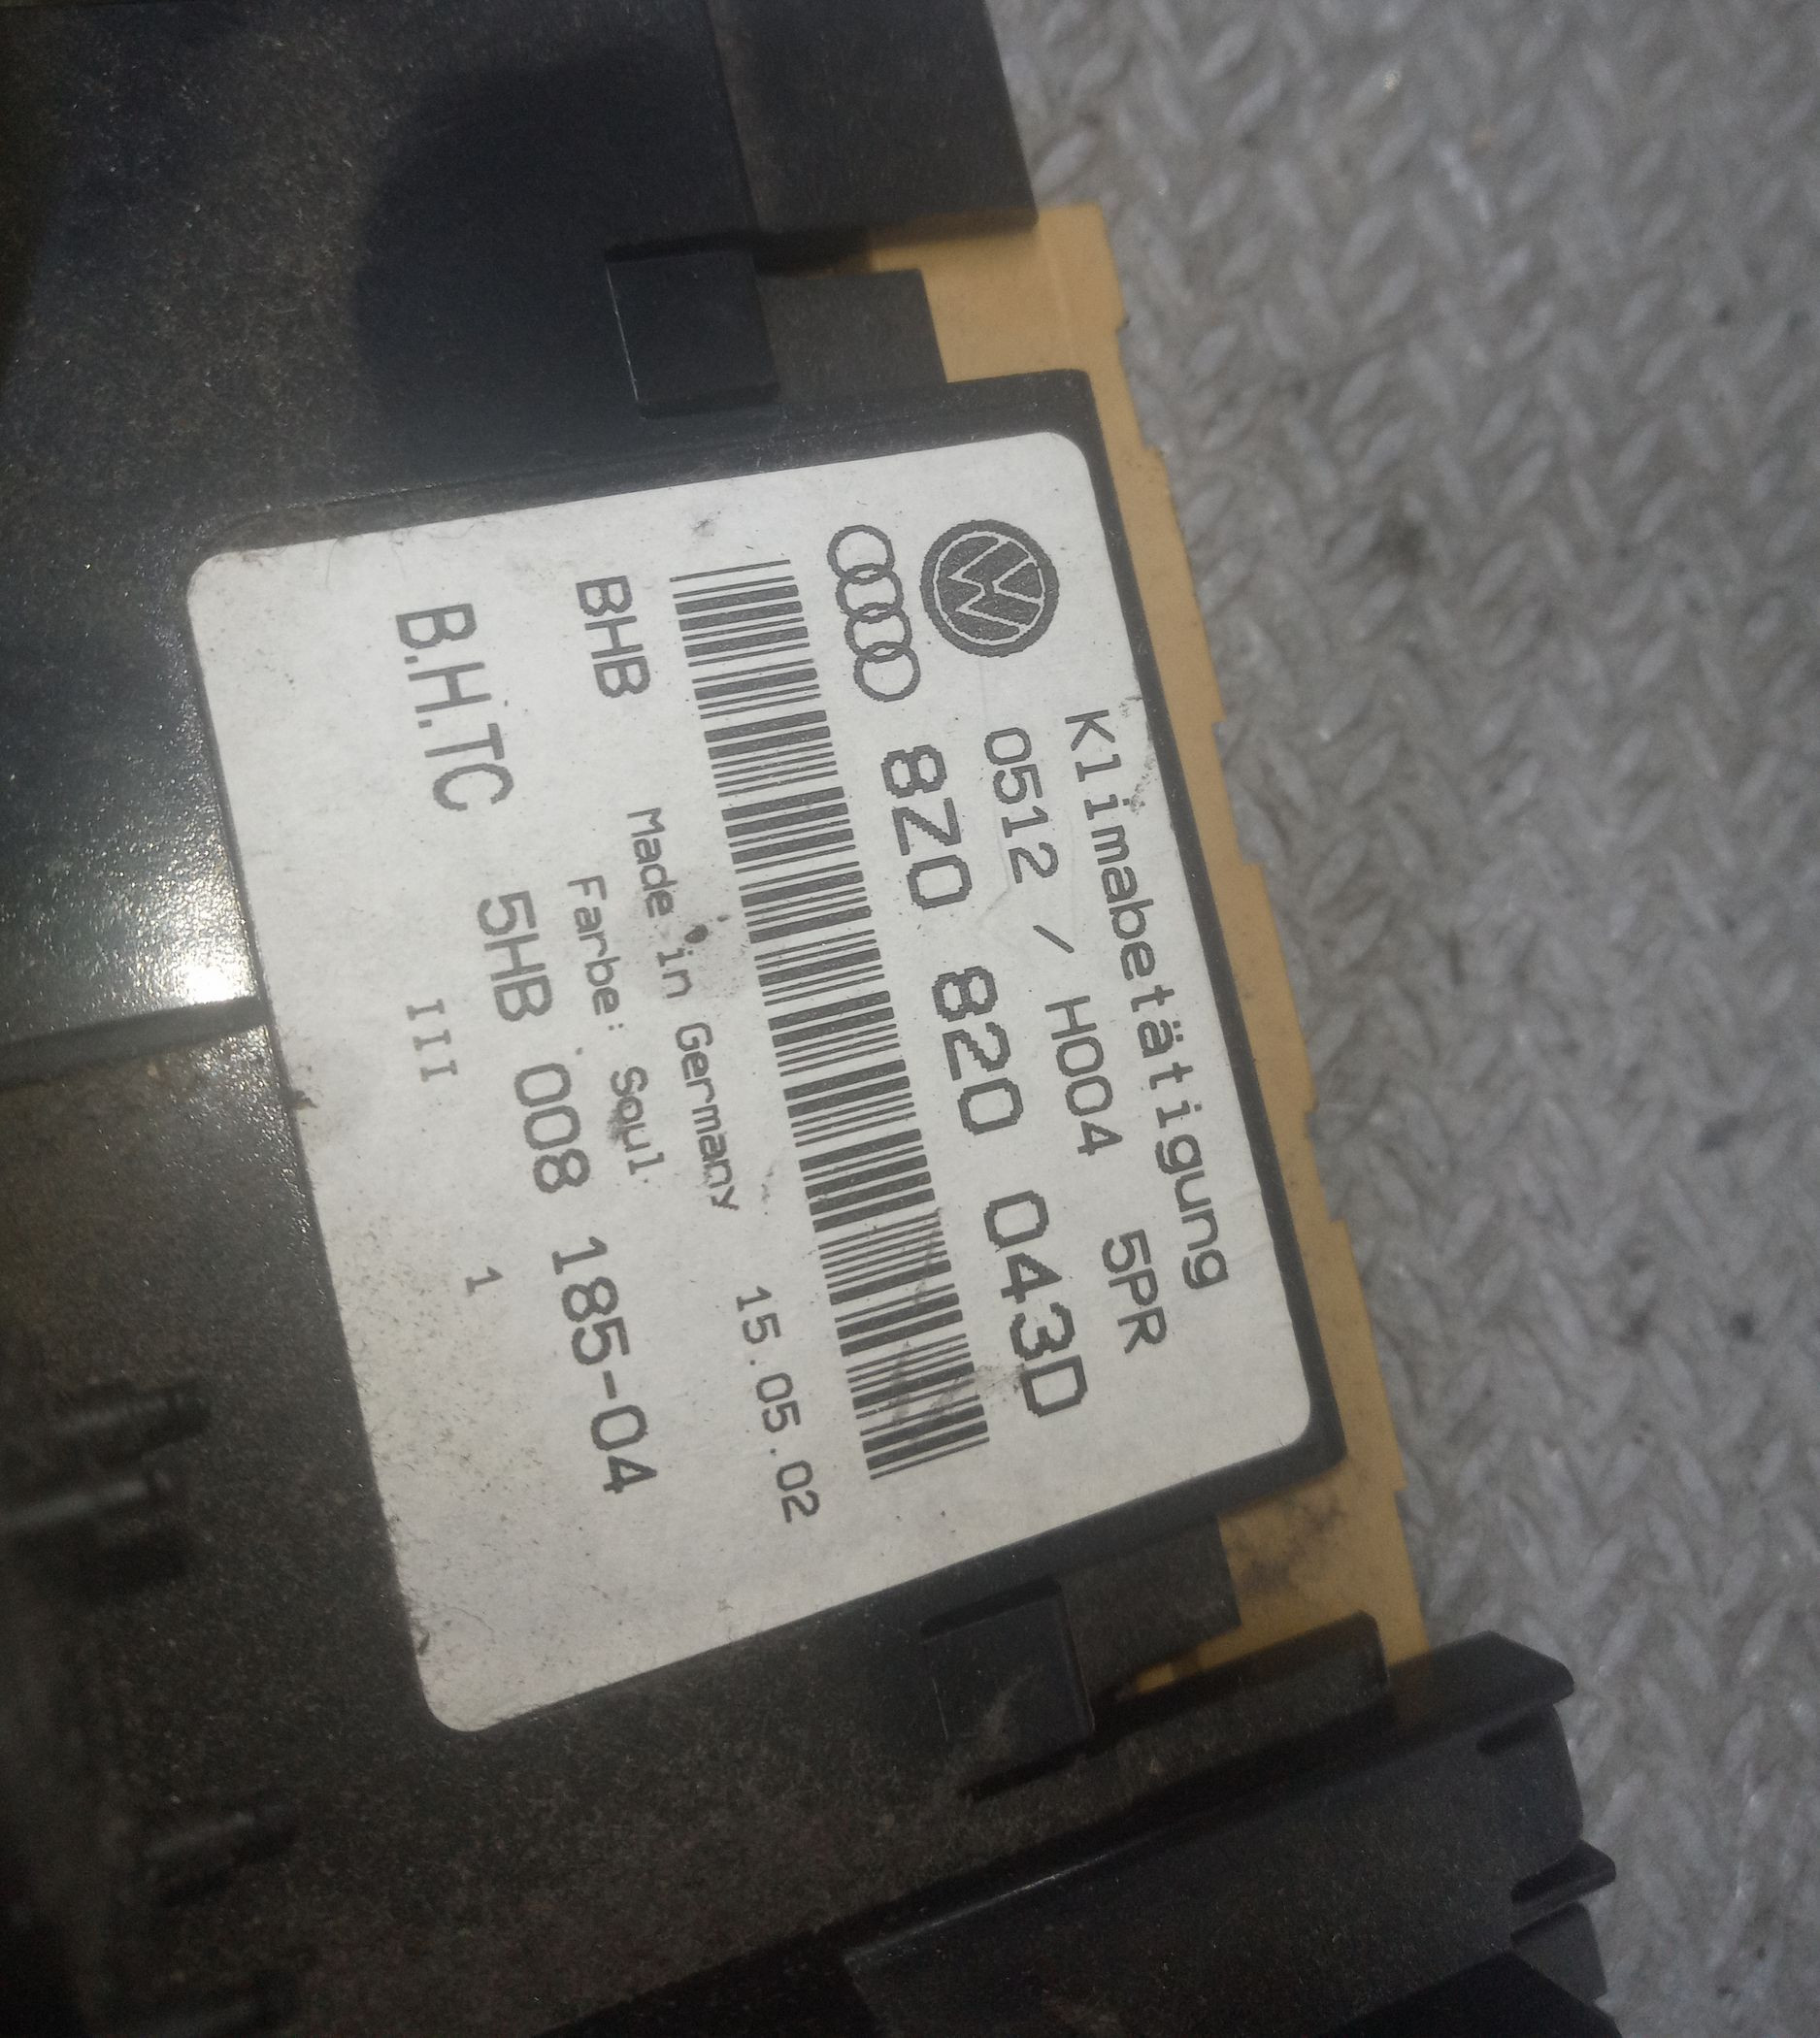 Klimabetätigung
0512 / H004 5PR
8Z0 820 043D
BHB Made in Germany 15.05.02
Farbe: Soul
B.H.TC 5HB 008 185-04
III 1